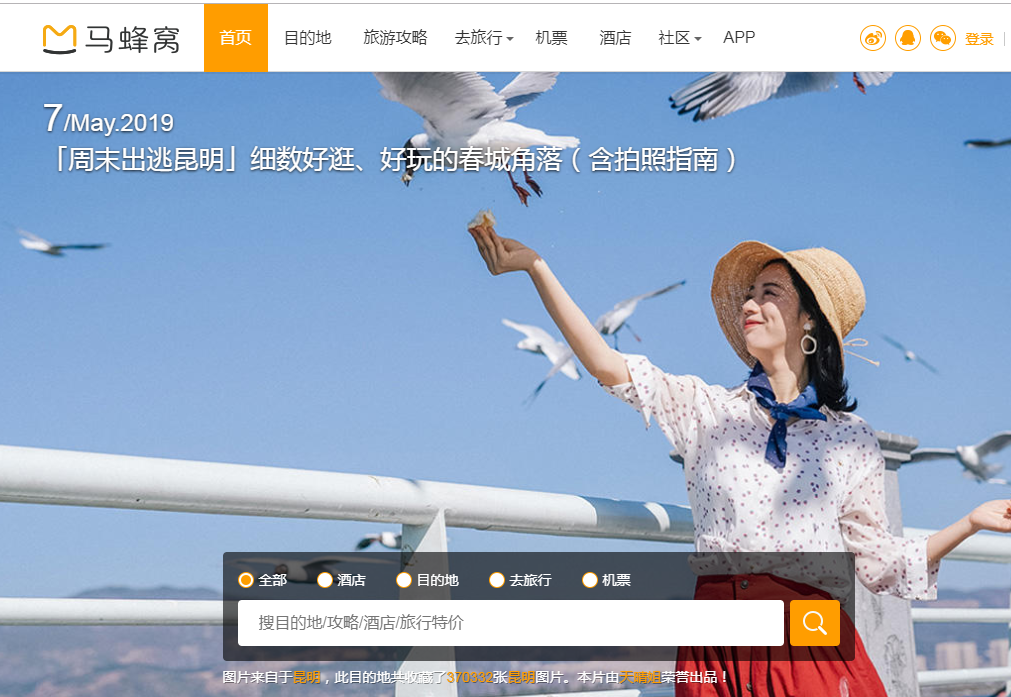 马蜂窝 首页 目的地 旅游攻略 去旅行 机票 酒店 社区 APP 登录
7/May.2019
「周末出逃昆明」细数好逛、好玩的春城角落（含拍照指南）
全部 酒店 目的地 去旅行 机票
搜目的地/攻略/酒店/旅行特价
图片来自于昆明，此目的地共收藏了370332张昆明图片。本片由天晴姐荣誉出品！